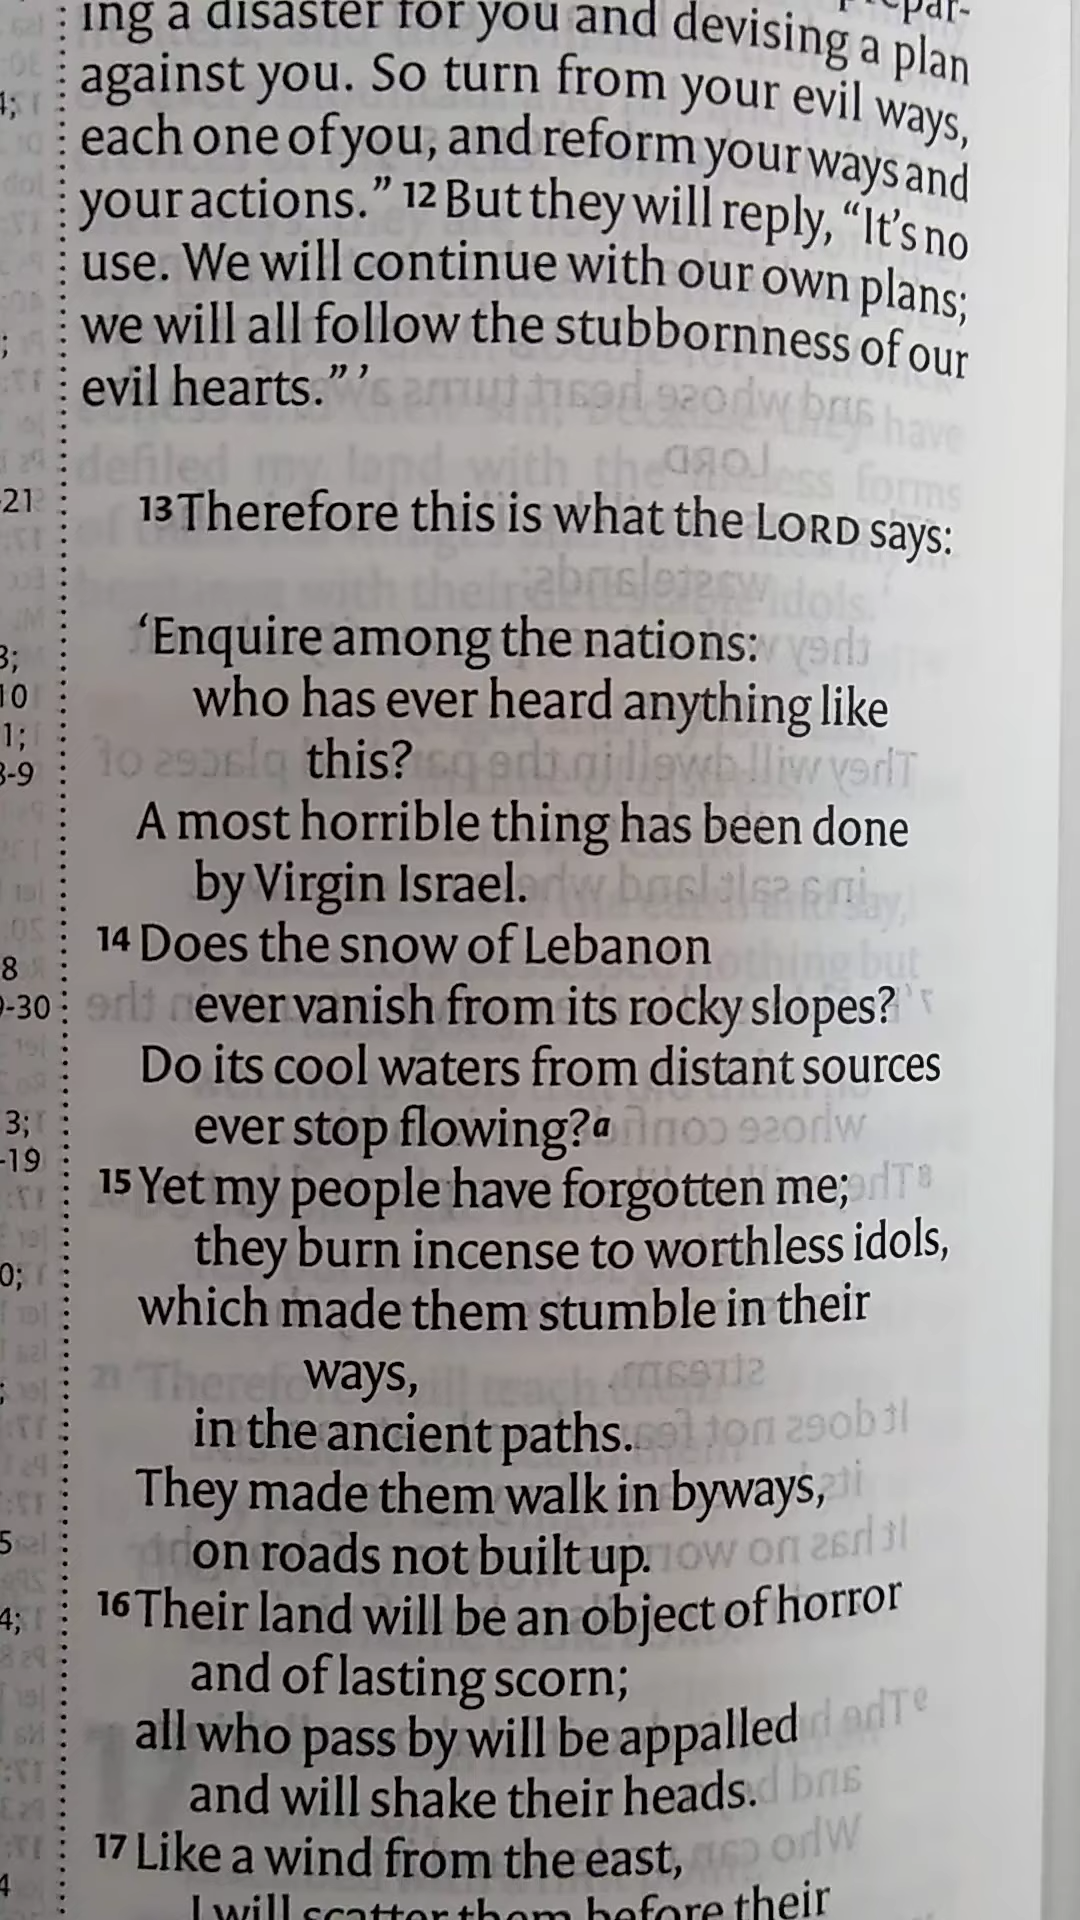 ing a disaster for you and devising a plan
against you. So turn from your evil ways,
each one of you, and reform your ways and
your actions.” 12 But they will reply, “It’s no
use. We will continue with our own plans;
we will all follow the stubbornness of our
evil hearts.” ’
13 Therefore this is what the LORD says:
‘Enquire among the nations:
who has ever heard anything like
this?
A most horrible thing has been done
by Virgin Israel.
14 Does the snow of Lebanon
ever vanish from its rocky slopes?
Do its cool waters from distant sources
ever stop flowing?a
15 Yet my people have forgotten me;
they burn incense to worthless idols,
which made them stumble in their
ways,
in the ancient paths.
They made them walk in byways,
on roads not built up.
16 Their land will be an object of horror
and of lasting scorn;
all who pass by will be appalled
and will shake their heads.
17 Like a wind from the east,
I will scatter them before their